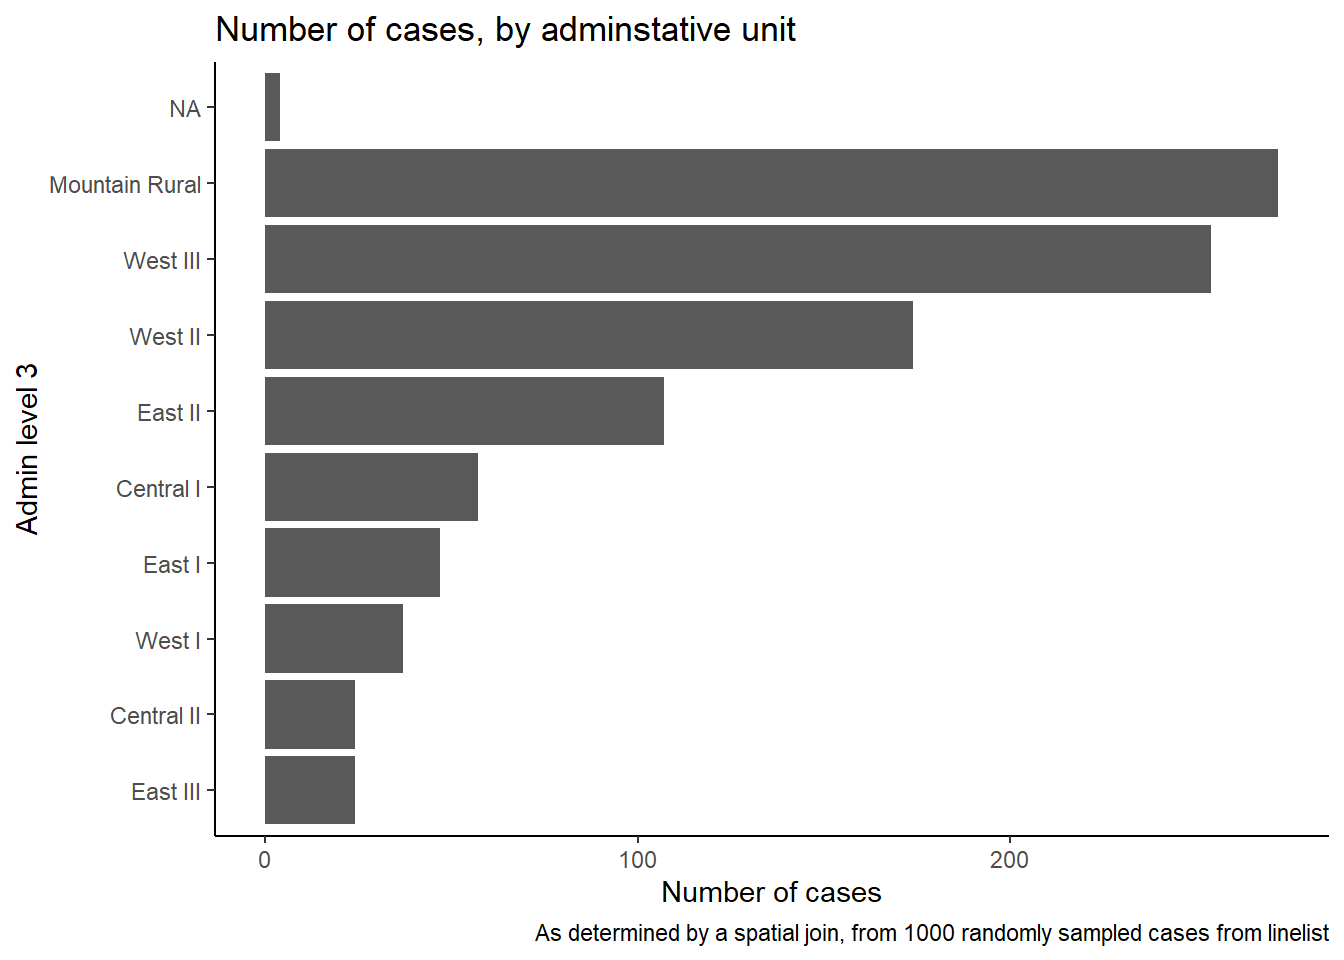 Number of cases, by adminstative unit
NA
Mountain Rural
West III
West II
East II
Central I
East I
West I
Central II
East III
Admin level 3
0 100 200
Number of cases
As determined by a spatial join, from 1000 randomly sampled cases from linelist